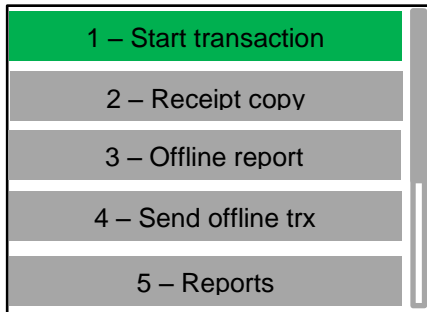 1 – Start transaction
2 – Receipt copy
3 – Offline report
4 – Send offline trx
5 – Reports